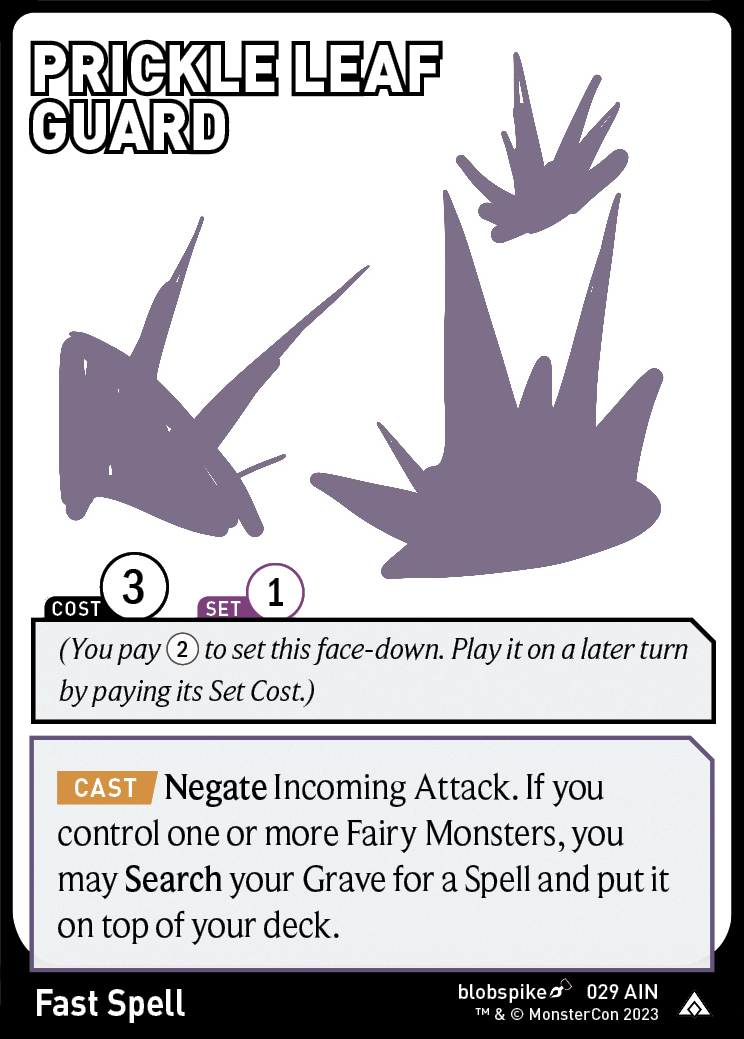 PRICKLE LEAF
GUARD
COST 3 SET 1
(You pay 2 to set this face-down. Play it on a later turn
by paying its Set Cost.)
CAST Negate Incoming Attack. If you
control one or more Fairy Monsters, you
may Search your Grave for a Spell and put it
on top of your deck.
Fast Spell
blobspike 029 AIN
™ & © MonsterCon 2023